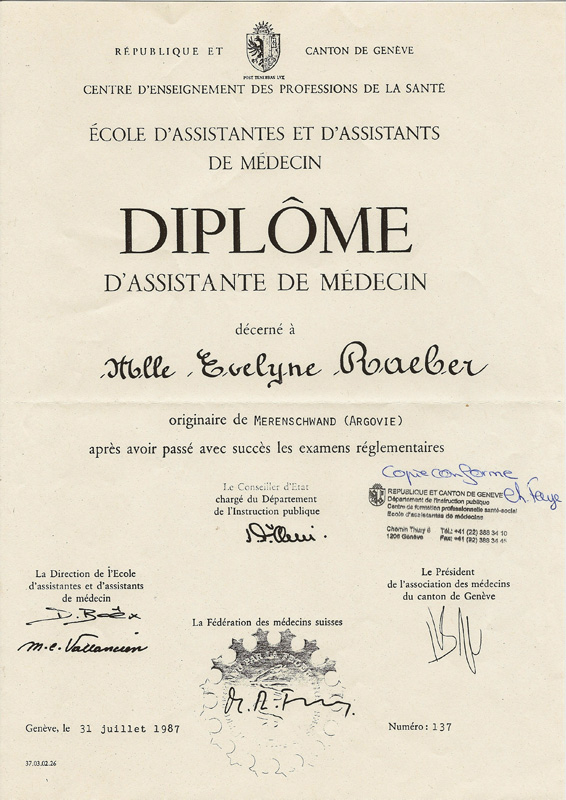 RÉPUBLIQUE ET CANTON DE GENÈVE
POST TENEBRAS LVX
CENTRE D'ENSEIGNEMENT DES PROFESSIONS DE LA SANTÉ
ÉCOLE D'ASSISTANTES ET D'ASSISTANTS
DE MÉDECIN
DIPLÔME
D'ASSISTANTE DE MÉDECIN
décerné à
Mlle Evelyne Raeber
originaire de MERENSCHWAND (ARGOVIE)
après avoir passé avec succès les examens réglementaires
Copie conforme
Le Conseiller d'Etat
chargé du Département
de l'Instruction publique
REPUBLIQUE ET CANTON DE GENEVE
Département de l'instruction publique
Centre de formation professionnelle santé-social
Ecole d'assistantes de médecine
Chemin Thury 6 Tél.: +41 (22) 388 34 10
1206 Genève Fax:
La Direction de l'Ecole
d'assistantes et d'assistants
de médecin
M.C. Vallancien
La Fédération des médecins suisses
Le Président
de l'association des médecins
du canton de Genève
Genève, le 31 juillet 1987
Numéro: 137
37.03.02.26